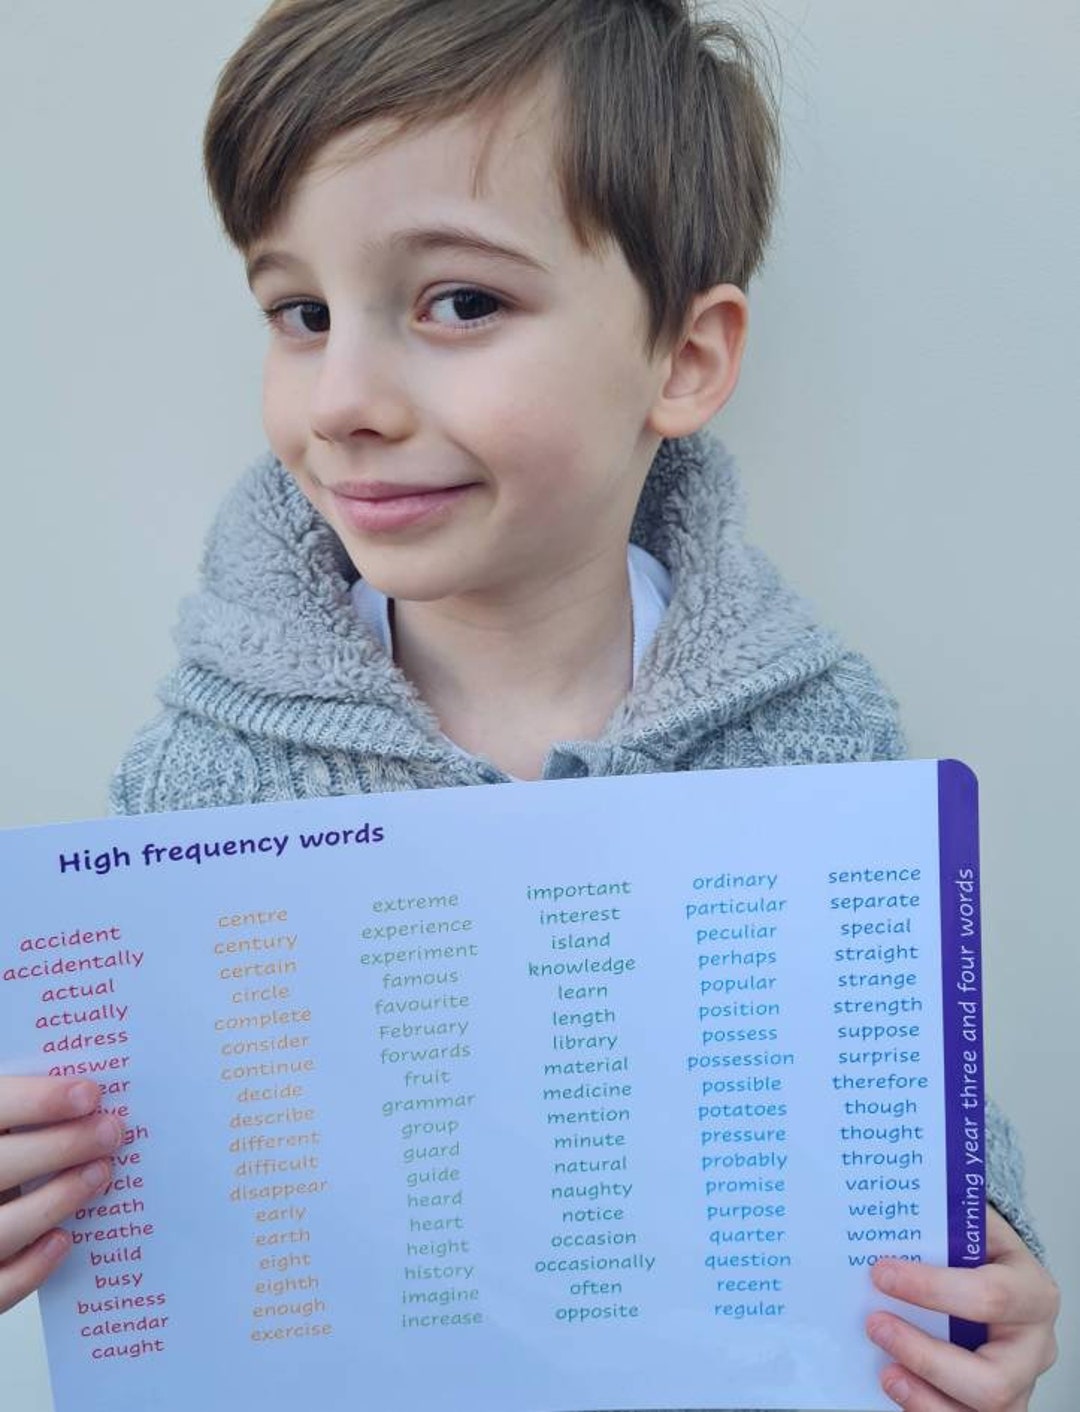 High frequency words
accident
accidentally
actual
actually
address
answer
breath
breathe
build
busy
business
calendar
caught
centre
century
certain
circle
complete
consider
continue
decide
describe
different
difficult
disappear
early
earth
eight
eighth
enough
exercise
extreme
experience
experiment
famous
favourite
February
forwards
fruit
grammar
group
guard
guide
heard
heart
height
history
imagine
increase
important
interest
island
knowledge
learn
length
library
material
medicine
mention
minute
natural
naughty
notice
occasion
occasionally
often
opposite
ordinary
particular
peculiar
perhaps
popular
position
possess
possession
possible
potatoes
pressure
probably
promise
purpose
quarter
question
recent
regular
sentence
separate
special
straight
strange
strength
suppose
surprise
therefore
though
thought
through
various
weight
woman
women
learning year three and four words